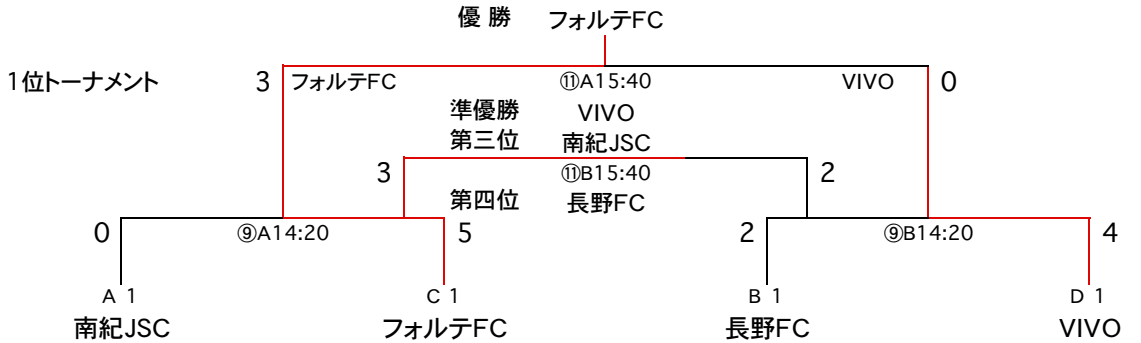 優 勝 フォルテFC
1位トーナメント 3 フォルテFC ⑪A15:40 VIVO 0
準優勝 VIVO
第三位 南紀JSC
3 ⑪B15:40 2
第四位 長野FC
0 ⑨A14:20 5 2 ⑨B14:20 4
A 1 C 1 B 1 D 1
南紀JSC フォルテFC 長野FC VIVO